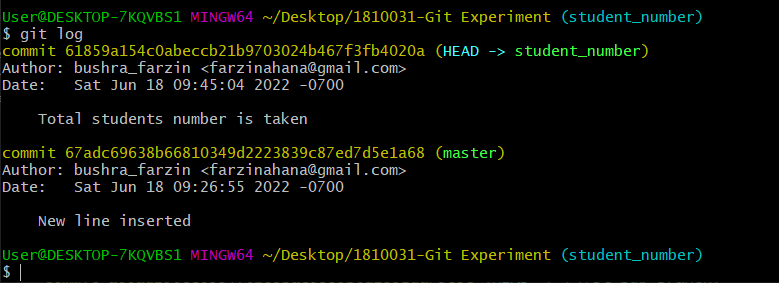 User@DESKTOP-7KQVBS1 MINGW64 ~/Desktop/1810031-Git Experiment (student_number)
$ git log
commit 61859a154c0abeccb21b9703024b467f3fb4020a (HEAD -> student_number)
Author: bushra_farzin <farzinahana@gmail.com>
Date:   Sat Jun 18 09:45:04 2022 -0700
    Total students number is taken
commit 67adc69638b66810349d2223839c87ed7d5e1a68 (master)
Author: bushra_farzin <farzinahana@gmail.com>
Date:   Sat Jun 18 09:26:55 2022 -0700
    New line inserted
User@DESKTOP-7KQVBS1 MINGW64 ~/Desktop/1810031-Git Experiment (student_number)
$